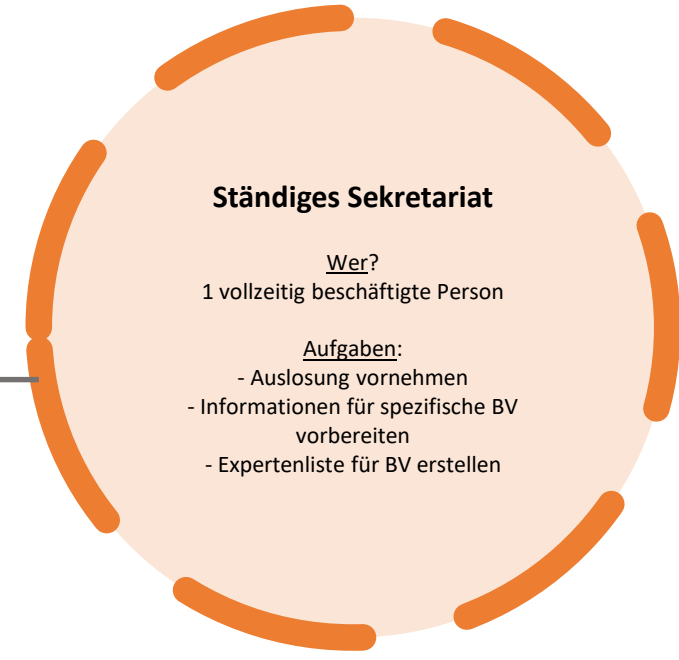 Ständiges Sekretariat
Wer?
1 vollzeitig beschäftigte Person
Aufgaben:
- Auslosung vornehmen
- Informationen für spezifische BV
vorbereiten
- Expertenliste für BV erstellen